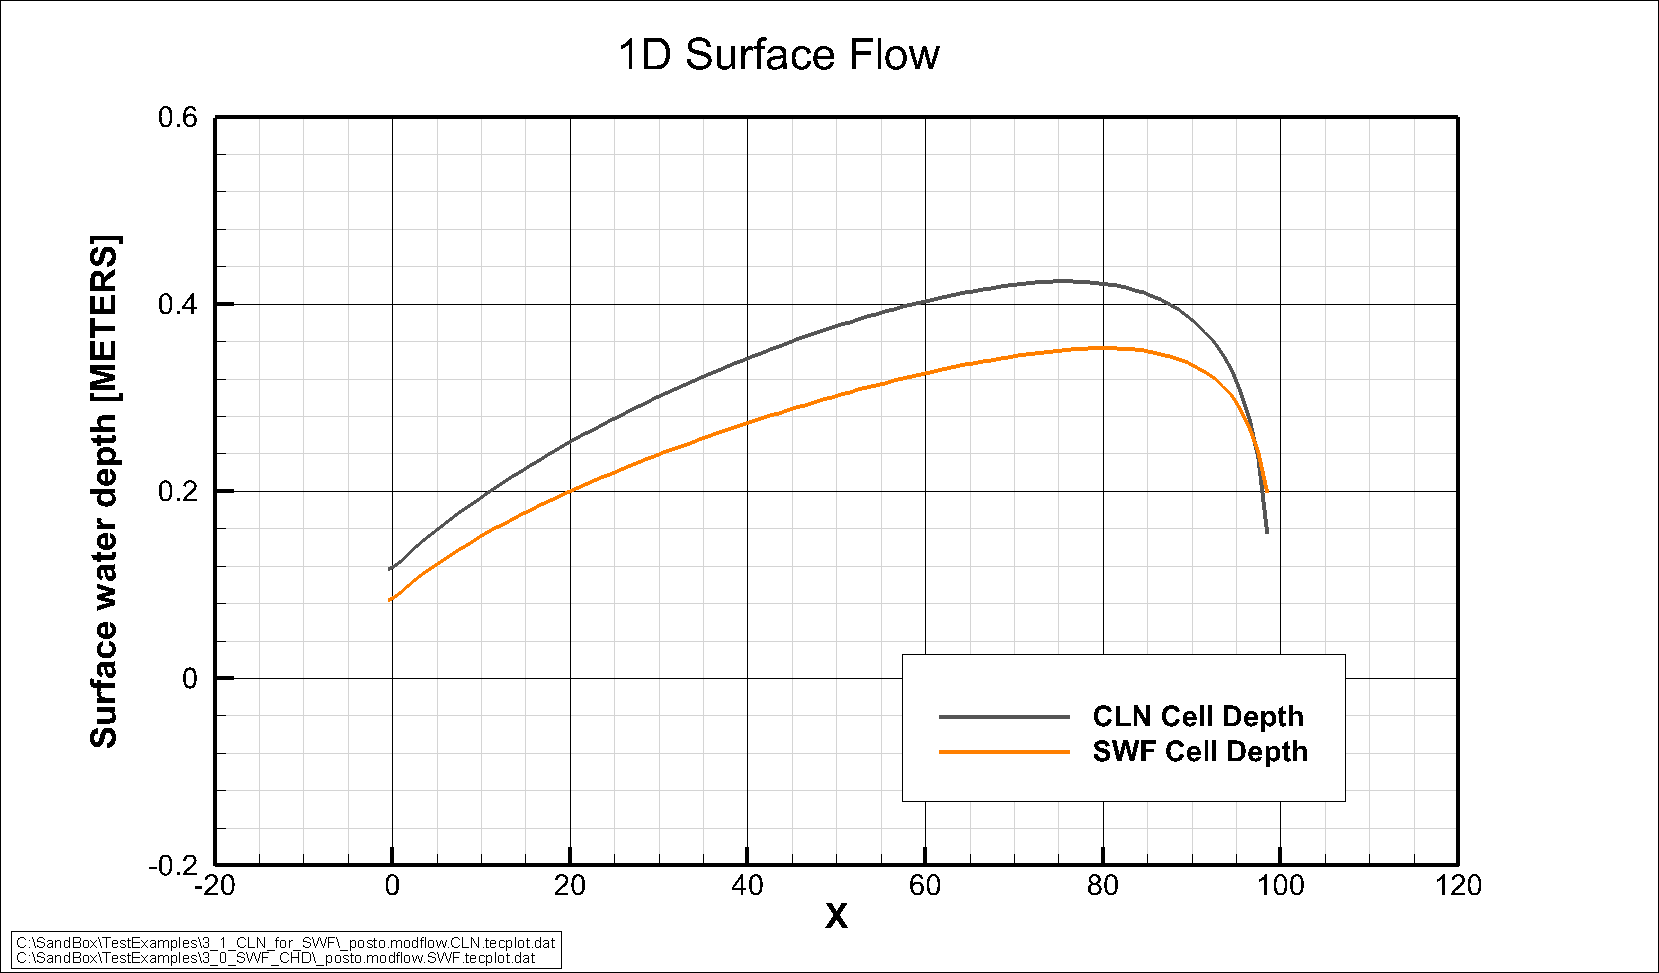 1D Surface Flow
0.6
0.4
0.2
0
-0.2
Surface water depth [METERS]
-20 0 20 40 60 80 100 120
X
CLN Cell Depth
SWF Cell Depth
C:\SandBox\TestExamples\3_1_CLN_for_SWF\_posto.modflow.CLN.tecplot.dat
C:\SandBox\TestExamples\3_0_SWF_CHD\_posto.modflow.SWF.tecplot.dat